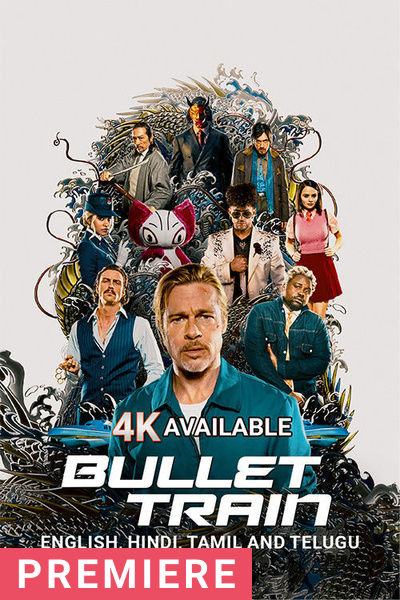 4K AVAILABLE
BULLET
TRAIN
ENGLISH, HINDI, TAMIL AND TELUGU
PREMIERE